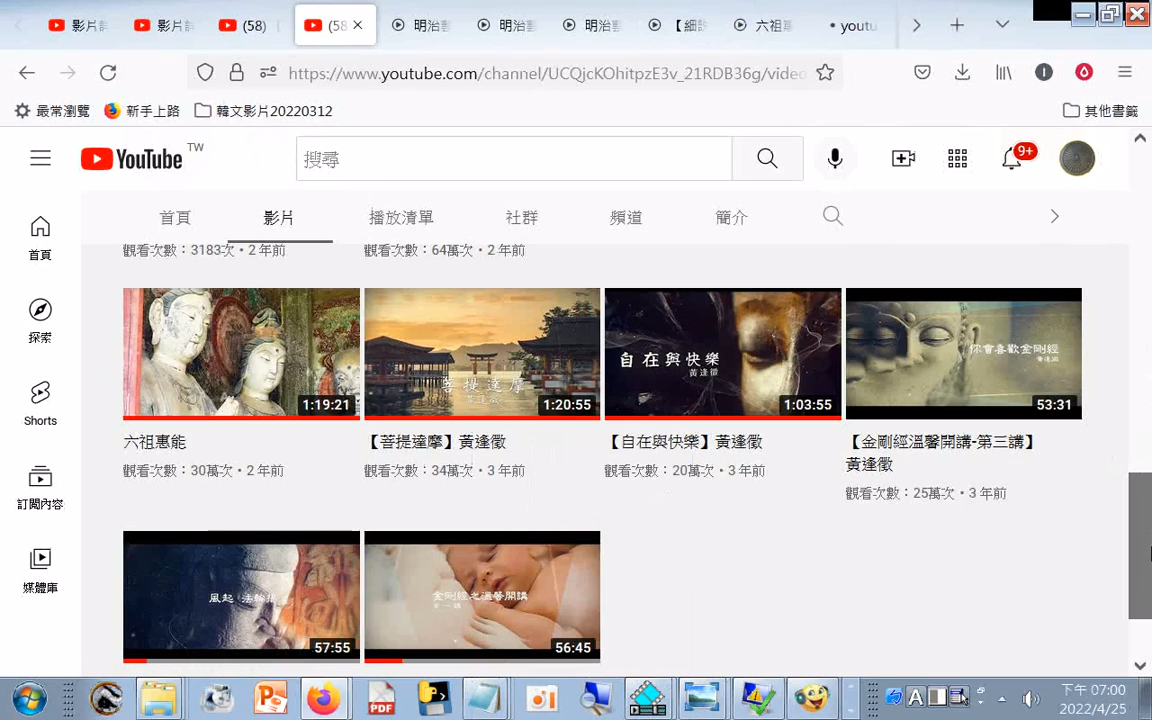 影片
影片
(58)
(58
明治
明治
明治
【細
六祖
youtu
https://www.youtube.com/channel/UCQjcKOhitpzE3v_21RDB36g/video
最常瀏覽
新手上路
韓文影片20220312
其他書籤
YouTube TW
搜尋
9+
首頁
影片
播放清單
社群
頻道
簡介
首頁
探索
Shorts
訂閱內容
媒體庫
觀看次數：3183次・2 年前
觀看次數：64萬次・2 年前
1:19:21
菩提達摩
1:20:55
自在與快樂
黃逢徵
1:03:55
你會喜歡金剛經
53:31
六祖惠能
觀看次數：30萬次・2 年前
【菩提達摩】黃逢徵
觀看次數：34萬次・3 年前
【自在與快樂】黃逢徵
觀看次數：20萬次・3 年前
【金剛經溫馨開講-第三講】
黃逢徵
觀看次數：25萬次・3 年前
風起 法輪
57:55
金剛經之溫馨開講
56:45
PDF
A
下午 07:00
2022/4/25